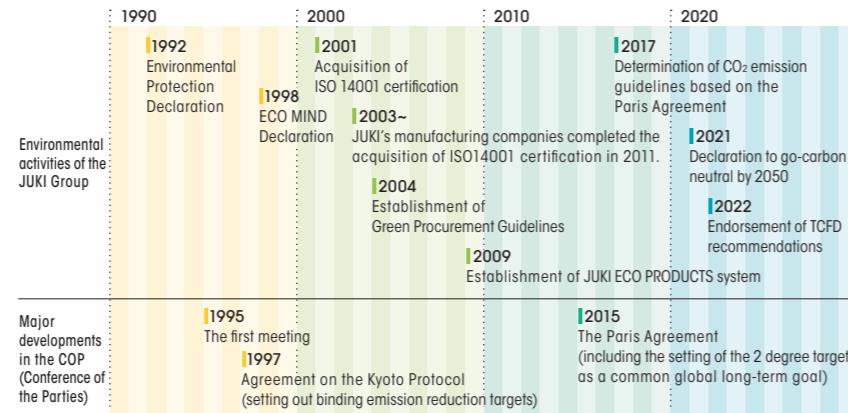 1990
2000
2010
2020
Environmental
activities of the
JUKI Group
1992
Environmental
Protection
Declaration
1998
ECO MIND
Declaration
2001
Acquisition of
ISO 14001 certification
2003~
JUKI's manufacturing companies completed the
acquisition of ISO14001 certification in 2011.
2004
Establishment of
Green Procurement Guidelines
2009
Establishment of JUKI ECO PRODUCTS system
2017
Determination of CO₂ emission
guidelines based on the
Paris Agreement
2021
Declaration to go-carbon
neutral by 2050
2022
Endorsement of TCFD
recommendations
Major
developments
in the COP
(Conference of
the Parties)
1995
The first meeting
1997
Agreement on the Kyoto Protocol
(setting out binding emission reduction targets)
2015
The Paris Agreement
(including the setting of the 2 degree target
as a common global long-term goal)